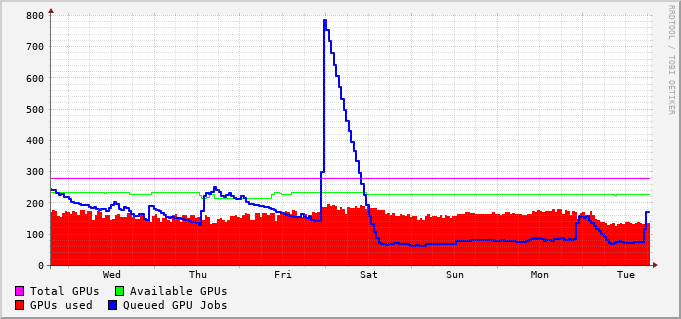 800
700
600
500
400
300
200
100
0
Wed Thu Fri Sat Sun Mon Tue
Total GPUs Available GPUs
GPUs used Queued GPU Jobs
RRDTOOL / TOBI OETIKER